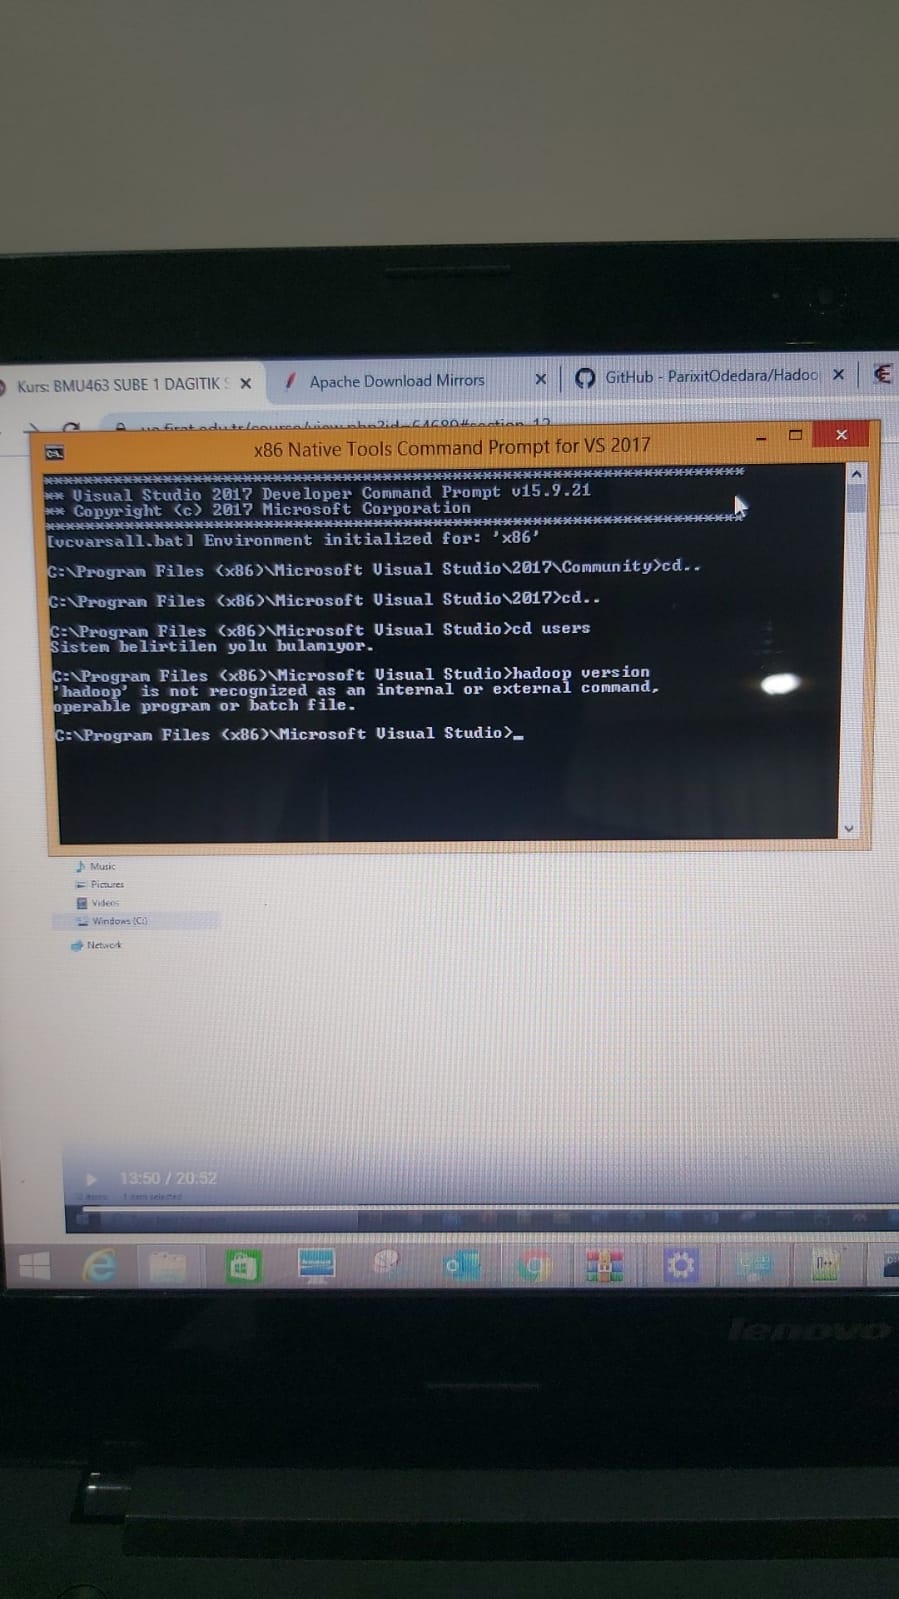 Kurs: BMU463 SUBE 1 DAGITIK S
Apache Download Mirrors
GitHub - ParixitOdedara/Hadoo
x86 Native Tools Command Prompt for VS 2017
**********************************************************************
** Visual Studio 2017 Developer Command Prompt v15.9.21
** Copyright (c) 2017 Microsoft Corporation
**********************************************************************
[vcvarsall.bat] Environment initialized for: 'x86'
C:\Program Files (x86)\Microsoft Visual Studio\2017\Community>cd..
C:\Program Files (x86)\Microsoft Visual Studio\2017>cd..
C:\Program Files (x86)\Microsoft Visual Studio>cd users
Sistem belirtilen yolu bulamıyor.
C:\Program Files (x86)\Microsoft Visual Studio>hadoop version
'hadoop' is not recognized as an internal or external command,
operable program or batch file.
C:\Program Files (x86)\Microsoft Visual Studio>_
Music
Pictures
Videos
Windows (C:)
Network
13:50 / 20:52
1 item selected
lenovo